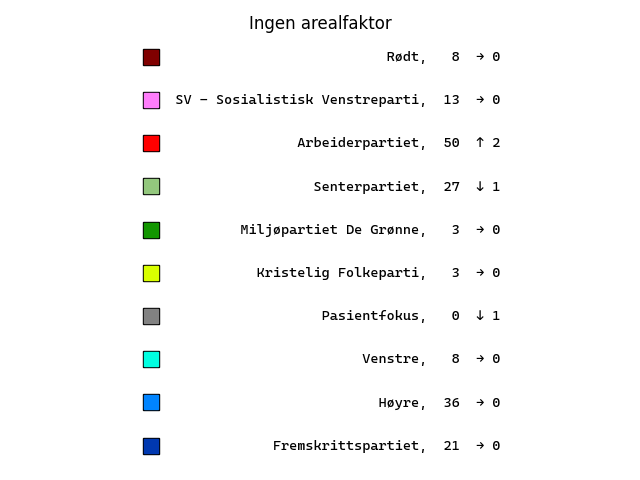 Ingen arealfaktor
Rødt, 8 → 0
SV - Sosialistisk Venstreparti, 13 → 0
Arbeiderpartiet, 50 ↑ 2
Senterpartiet, 27 ↓ 1
Miljøpartiet De Grønne, 3 → 0
Kristelig Folkeparti, 3 → 0
Pasientfokus, 0 ↓ 1
Venstre, 8 → 0
Høyre, 36 → 0
Fremskrittspartiet, 21 → 0